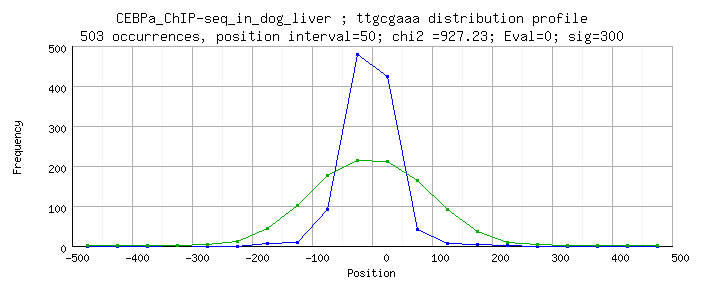 CEBPa_ChIP-seq_in_dog_liver ; ttgcgaaa distribution profile
503 occurrences, position interval=50; chi2 =927.23; Eval=0; sig=300
500
400
300
200
100
0
Frequency
-500 -400 -300 -200 -100 0 100 200 300 400 500
Position